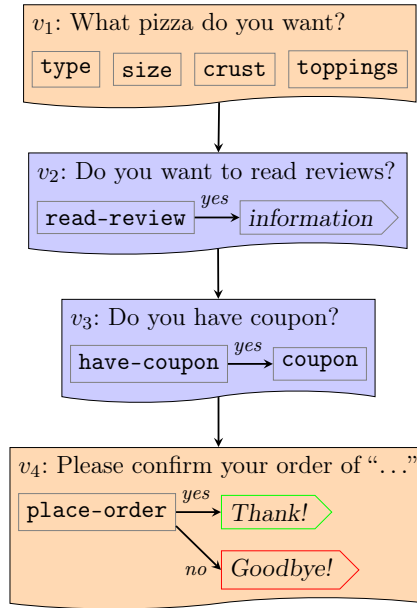 v₁: What pizza do you want?
type size crust toppings
v₂: Do you want to read reviews?
read-review yes information
v₃: Do you have coupon?
have-coupon yes coupon
v₄: Please confirm your order of “…”
place-order yes Thank!
no Goodbye!